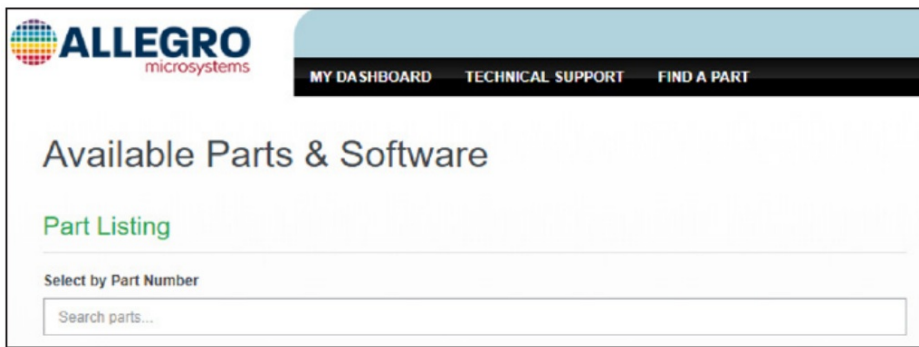 ALLEGRO
microsystems
MY DASHBOARD TECHNICAL SUPPORT FIND A PART
Available Parts & Software
Part Listing
Select by Part Number
Search parts...